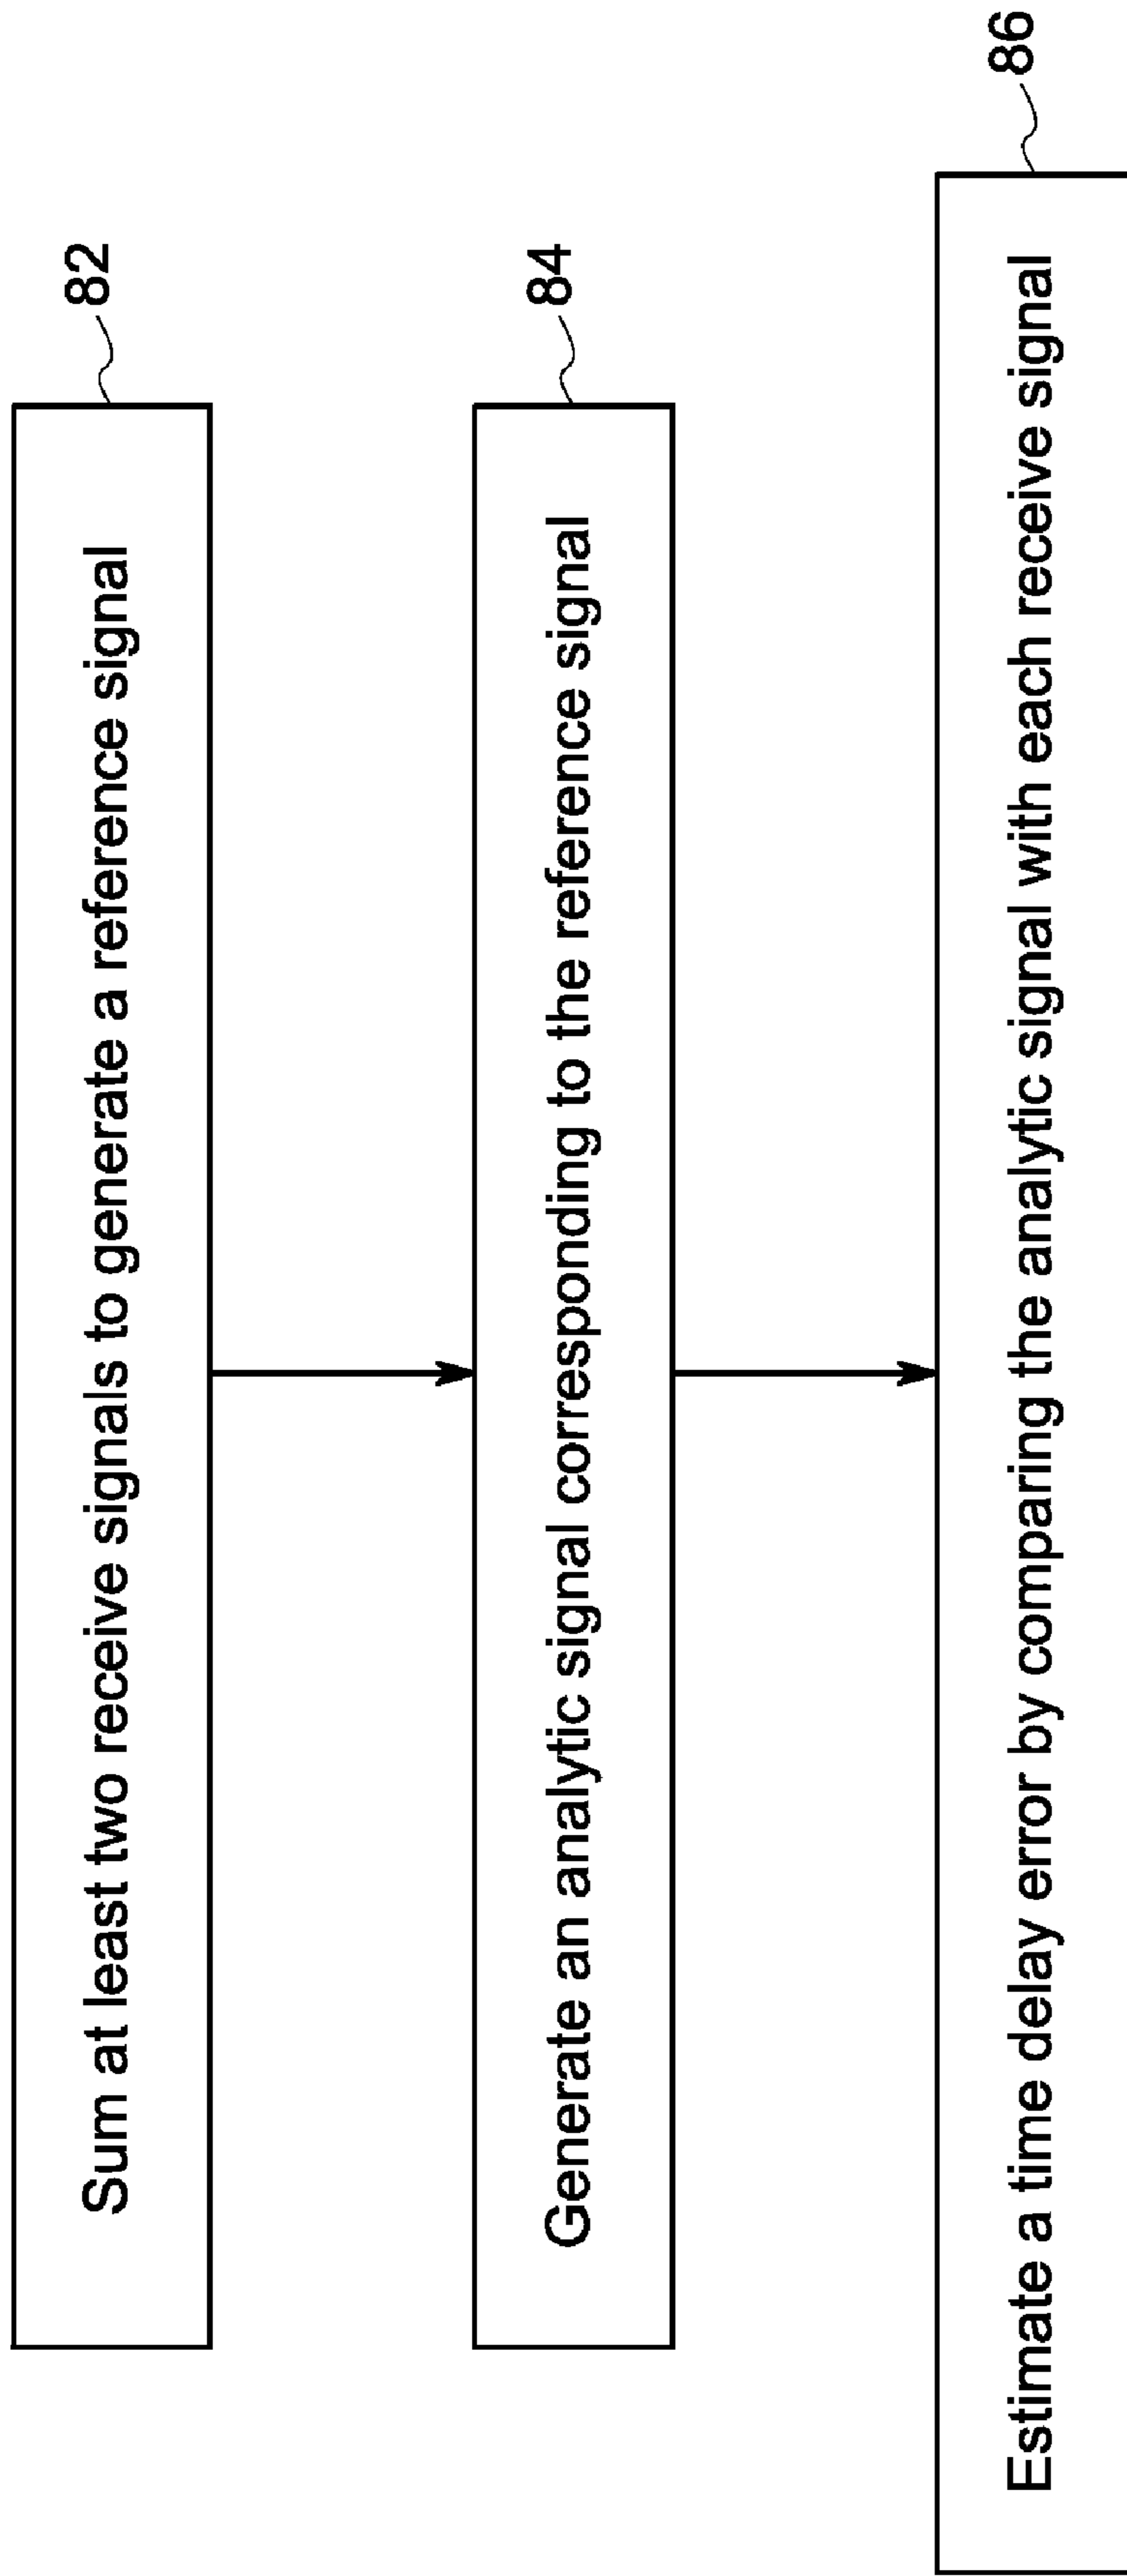 Sum at least two receive signals to generate a reference signal
82
Generate an analytic signal corresponding to the reference signal
84
Estimate a time delay error by comparing the analytic signal with each receive signal
86